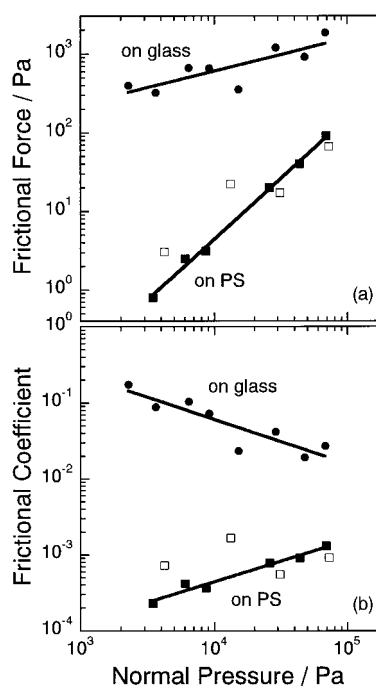 10³
on glass
10²
Frictional Force / Pa
10¹
10⁰
on PS
(a)
10⁰
on glass
10⁻¹
Frictional Coefficient
10⁻²
10⁻³
on PS
(b)
10⁻⁴
10³ 10⁴ 10⁵
Normal Pressure / Pa